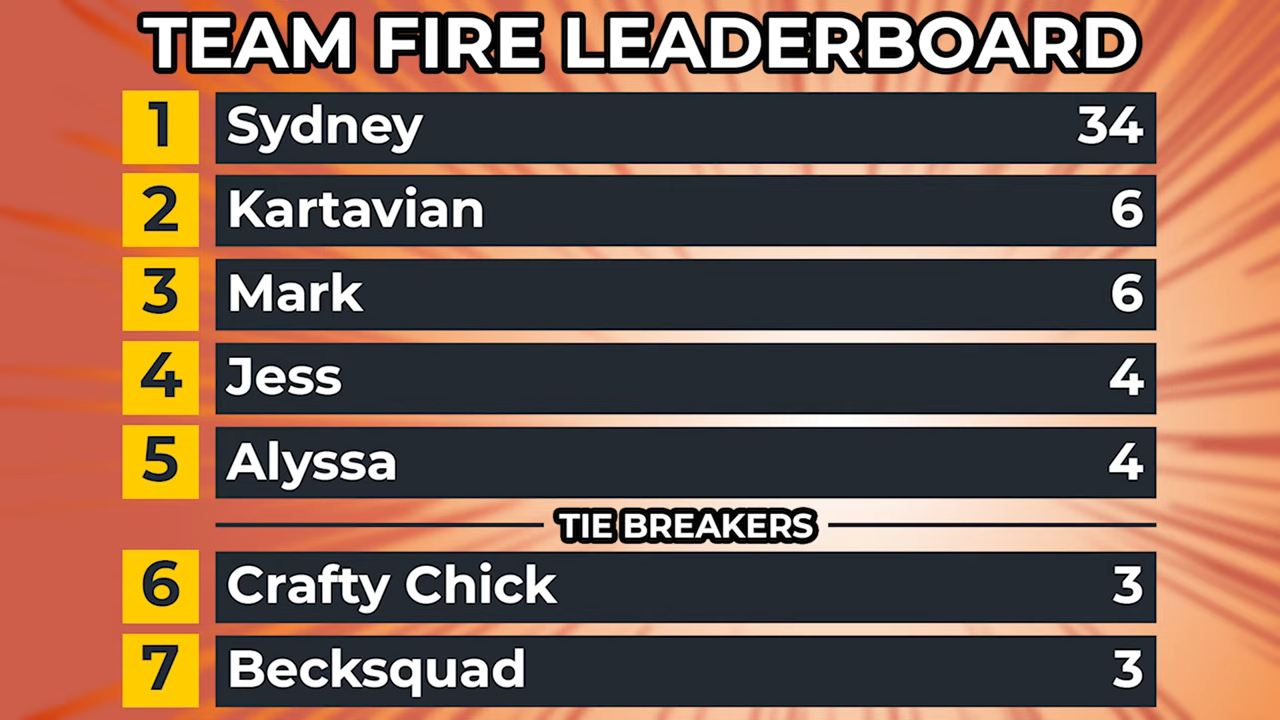 TEAM FIRE LEADERBOARD
1 Sydney 34
2 Kartavian 6
3 Mark 6
4 Jess 4
5 Alyssa 4
TIE BREAKERS
6 Crafty Chick 3
7 Becksquad 3